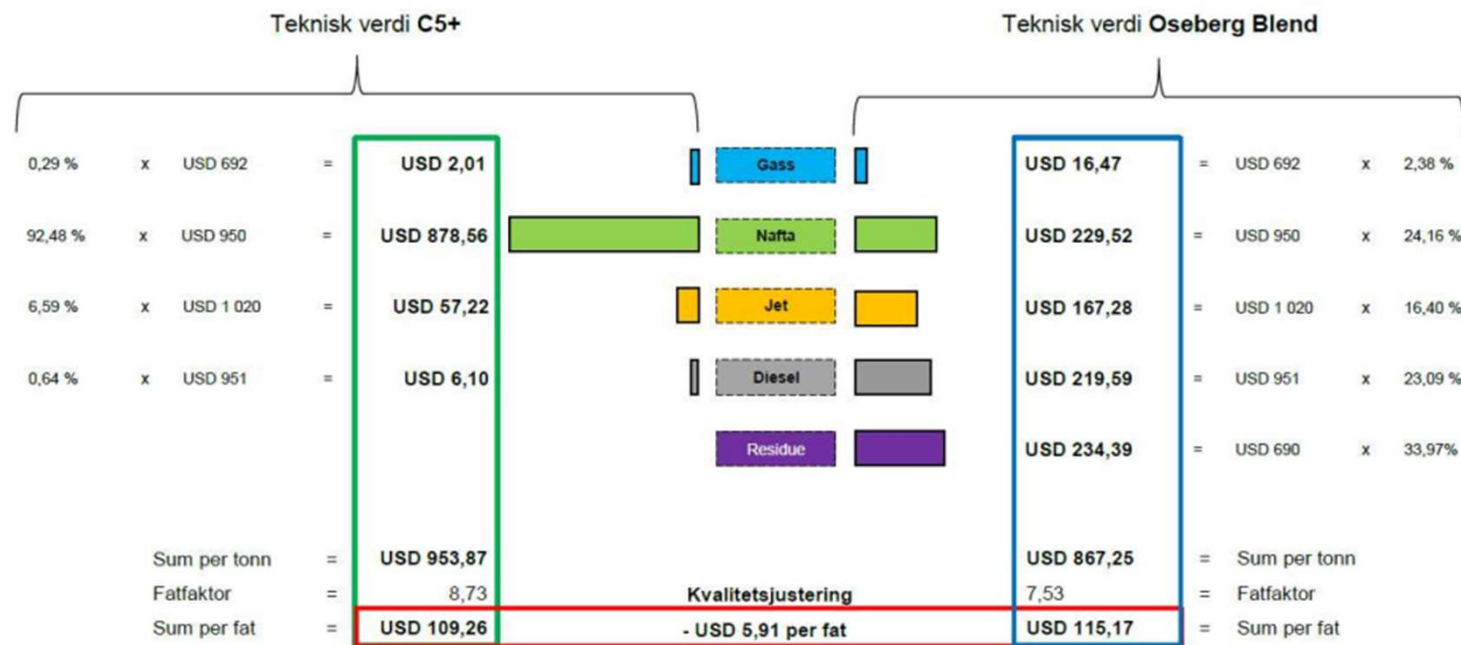 Teknisk verdi C5+ Teknisk verdi Oseberg Blend
0,29 % x USD 692 = USD 2,01 Gass USD 16,47 = USD 692 x 2,38 %
92,48 % x USD 950 = USD 878,56 Nafta USD 229,52 = USD 950 x 24,16 %
6,59 % x USD 1 020 = USD 57,22 Jet USD 167,28 = USD 1 020 x 16,40 %
0,64 % x USD 951 = USD 6,10 Diesel USD 219,59 = USD 951 x 23,09 %
Residue USD 234,39 = USD 690 x 33,97%
Sum per tonn = USD 953,87 USD 867,25 = Sum per tonn
Fatfaktor = 8,73 Kvalitetsjustering 7,53 = Fatfaktor
Sum per fat = USD 109,26 - USD 5,91 per fat USD 115,17 = Sum per fat